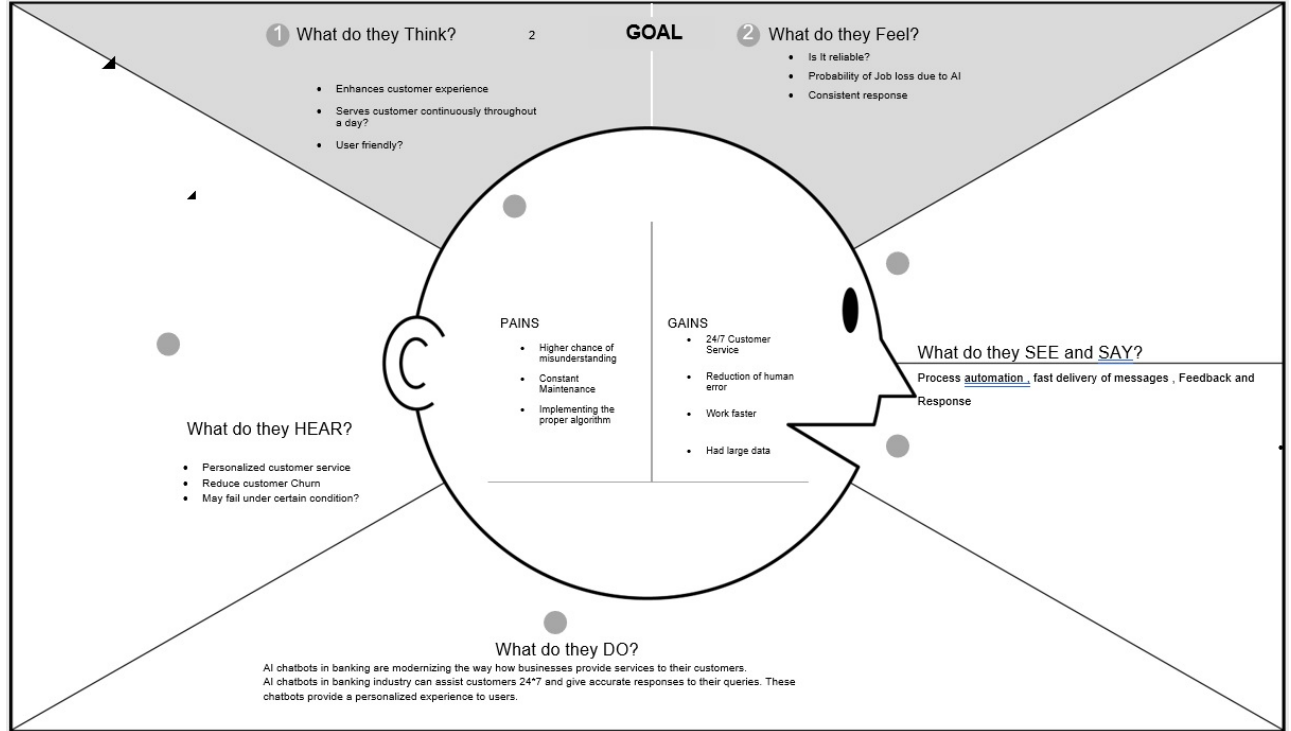 GOAL
1 What do they Think? 2
Enhances customer experience
Serves customer continuously throughout
a day?
User friendly?
2 What do they Feel?
Is It reliable?
Probability of Job loss due to AI
Consistent response
PAINS
Higher chance of
misunderstanding
Constant
Maintenance
Implementing the
proper algorithm
GAINS
24/7 Customer
Service
Reduction of human
error
Work faster
Had large data
What do they SEE and SAY?
Process automation , fast delivery of messages , Feedback and
Response
What do they HEAR?
Personalized customer service
Reduce customer Churn
May fail under certain condition?
What do they DO?
AI chatbots in banking are modernizing the way how businesses provide services to their customers.
AI chatbots in banking industry can assist customers 24*7 and give accurate responses to their queries. These
chatbots provide a personalized experience to users.